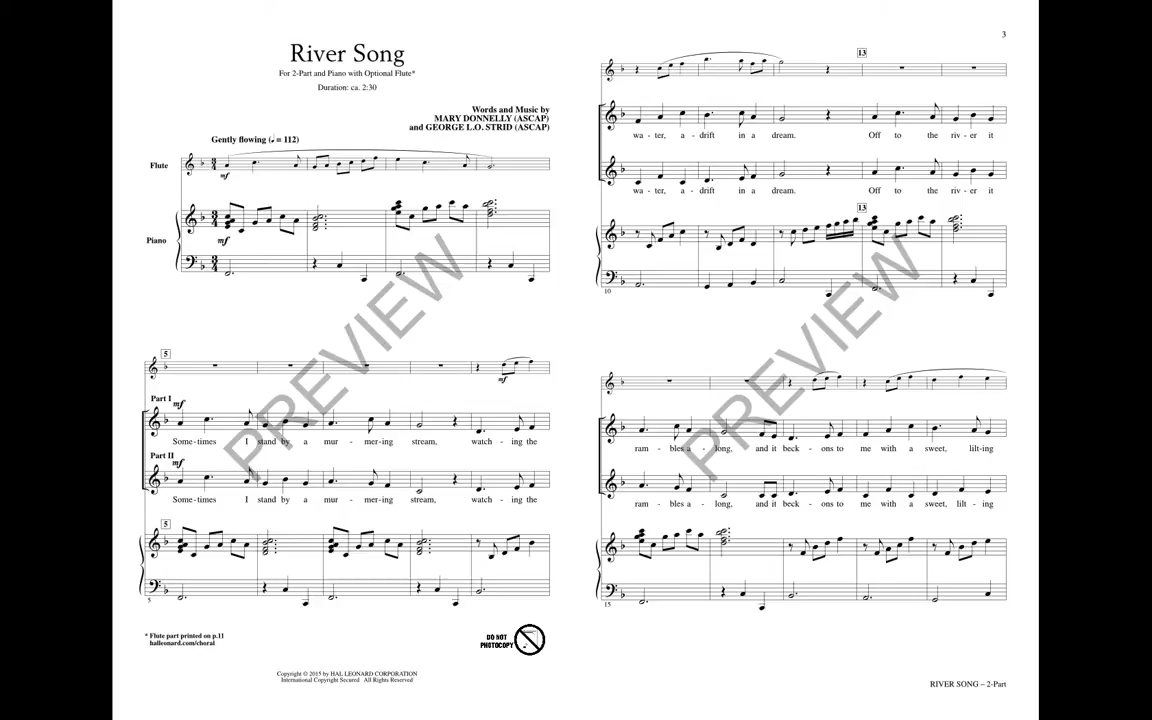 River Song
For 2-Part and Piano with Optional Flute*
Duration: ca. 2:30
Words and Music by
MARY DONNELLY (ASCAP)
and GEORGE L.O. STRID (ASCAP)
Gently flowing (♩ = 112)
Flute
mf
Piano
mf
5
Part I
mf
mf
Some - times I stand by a mur - mer - ing stream, watch - ing the
Part II
mf
Some - times I stand by a mur - mer - ing stream, watch - ing the
5
5
* Flute part printed on p.11
halleonard.com/choral
DO NOT
PHOTOCOPY
Copyright © 2015 by HAL LEONARD CORPORATION
International Copyright Secured All Rights Reserved
PREVIEW
3
13
wa - ter, a - drift in a dream. Off to the riv - er it
wa - ter, a - drift in a dream. Off to the riv - er it
13
10
ram - bles a - long, and it beck - ons to me with a sweet, lilt-ing
ram - bles a - long, and it beck - ons to me with a sweet, lilt - ing
15
RIVER SONG – 2-Part
PREVIEW